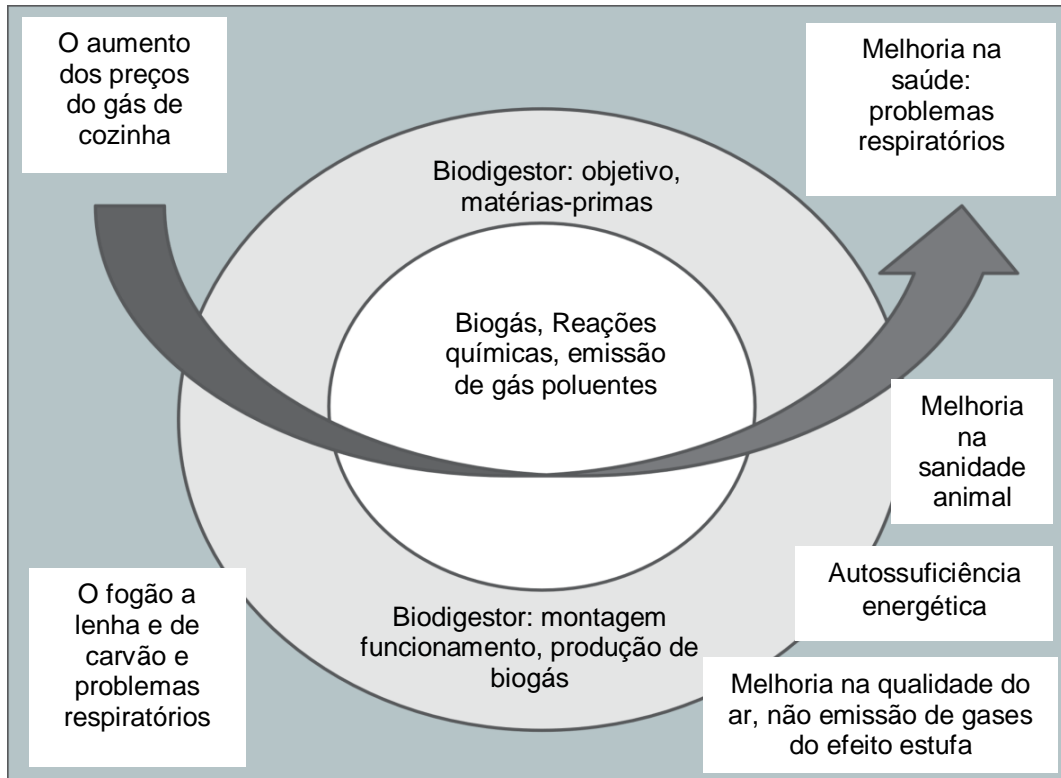 O aumento
dos preços
do gás de
cozinha
Melhoria na
saúde:
problemas
respiratórios
Biodigestor: objetivo,
matérias-primas
Biogás, Reações
químicas, emissão
de gás poluentes
Melhoria
na
sanidade
animal
Autossuficiência
energética
O fogão a
lenha e de
carvão e
problemas
respiratórios
Biodigestor: montagem
funcionamento, produção de
biogás
Melhoria na qualidade do
ar, não emissão de gases
do efeito estufa